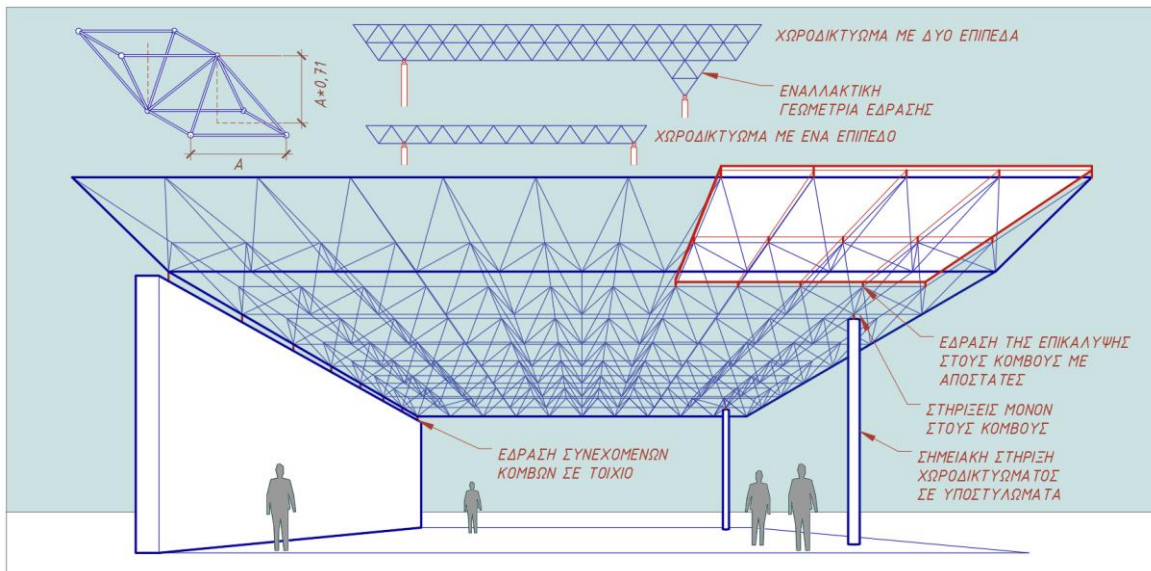 ΧΩΡΟΔΙΚΤΥΩΜΑ ΜΕ ΔΥΟ ΕΠΙΠΕΔΑ
ΕΝΑΛΛΑΚΤΙΚΗ
ΓΕΩΜΕΤΡΙΑ ΕΔΡΑΣΗΣ
A*0,71
A
ΧΩΡΟΔΙΚΤΥΩΜΑ ΜΕ ΕΝΑ ΕΠΙΠΕΔΟ
ΕΔΡΑΣΗ ΤΗΣ ΕΠΙΚΑΛΥΨΗΣ
ΣΤΟΥΣ ΚΟΜΒΟΥΣ ΜΕ
ΑΠΟΣΤΑΤΕΣ
ΣΤΗΡΙΞΕΙΣ ΜΟΝΟΝ
ΣΤΟΥΣ ΚΟΜΒΟΥΣ
ΕΔΡΑΣΗ ΣΥΝΕΧΟΜΕΝΩΝ
ΚΟΜΒΩΝ ΣΕ ΤΟΙΧΙΟ
ΣΗΜΕΙΑΚΗ ΣΤΗΡΙΞΗ
ΧΩΡΟΔΙΚΤΥΩΜΑΤΟΣ
ΣΕ ΥΠΟΣΤΥΛΩΜΑΤΑ